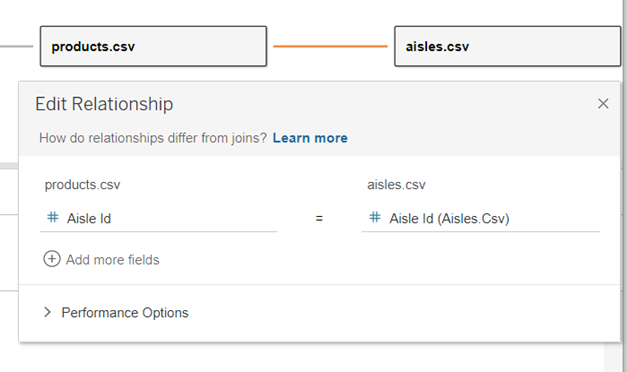 products.csv
aisles.csv
Edit Relationship
How do relationships differ from joins? Learn more
products.csv
aisles.csv
# Aisle Id
=
# Aisle Id (Aisles.Csv)
Add more fields
Performance Options